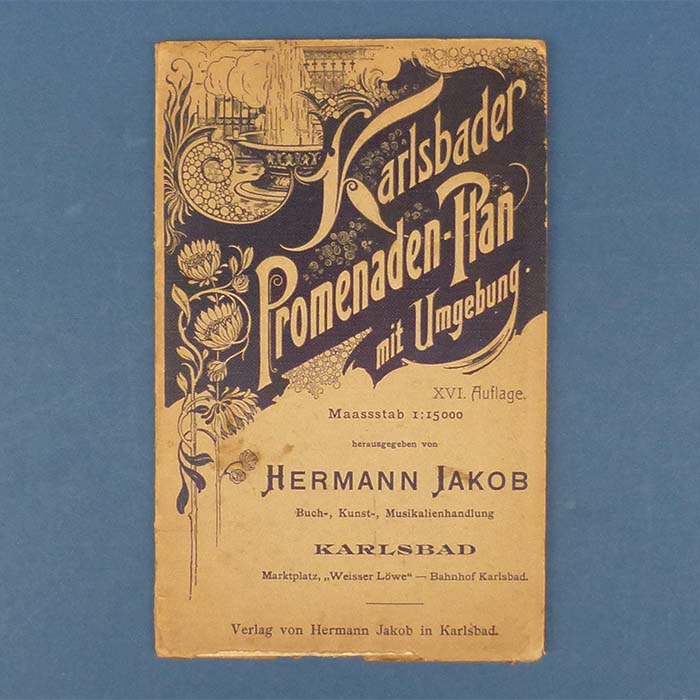 Karlsbader
Promenaden-Plan
mit Umgebung.
XVI. Auflage.
Maassstab 1:15000
herausgegeben von
HERMANN JAKOB
Buch-, Kunst-, Musikalienhandlung
KARLSBAD
Marktplatz, „Weisser Löwe“ — Bahnhof Karlsbad.
Verlag von Hermann Jakob in Karlsbad.